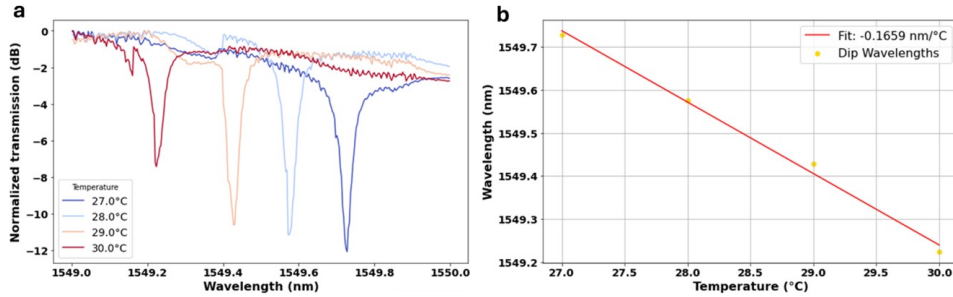 a
Normalized transmission (dB)
0
−2
−4
−6
−8
−10
−12
Temperature
27.0°C
28.0°C
29.0°C
30.0°C
1549.0
1549.2
1549.4
1549.6
1549.8
1550.0
Wavelength (nm)
b
Wavelength (nm)
1549.7
1549.6
1549.5
1549.4
1549.3
1549.2
Fit: -0.1659 nm/°C
Dip Wavelengths
27.0
27.5
28.0
28.5
29.0
29.5
30.0
Temperature (°C)